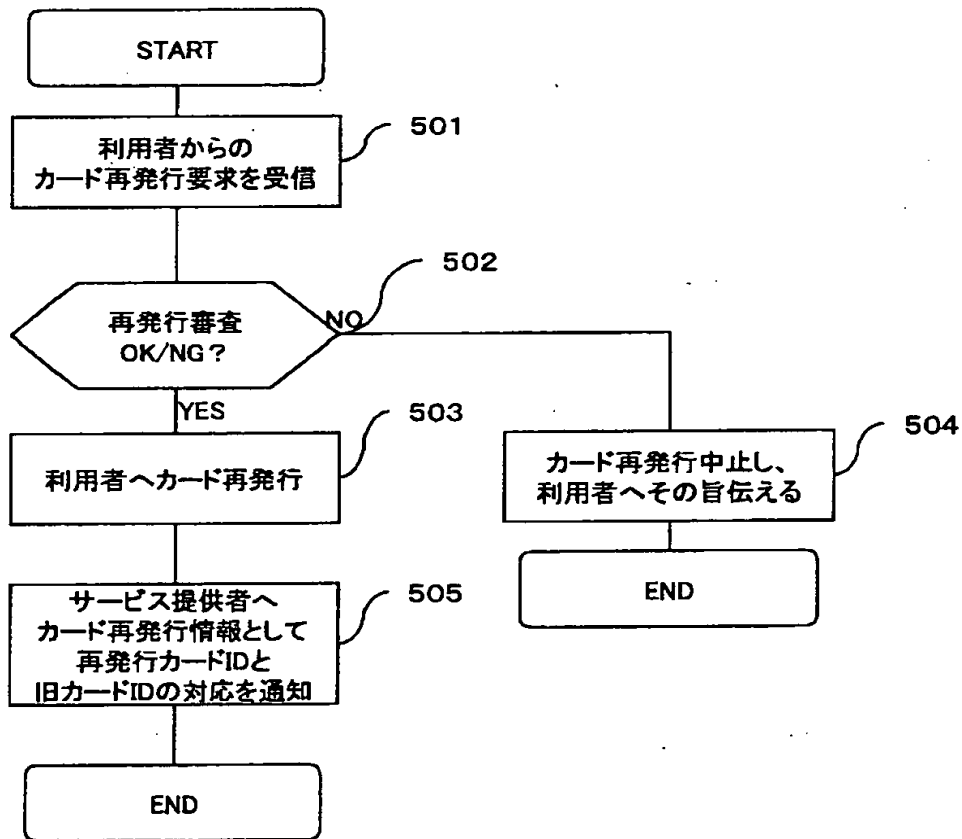 START
利用者からの
カード再発行要求を受信
501
502
再発行審査
OK/NG?
NO
YES
503
利用者へカード再発行
504
カード再発行中止し、
利用者へその旨伝える
END
505
サービス提供者へ
カード再発行情報として
再発行カードIDと
旧カードIDの対応を通知
END